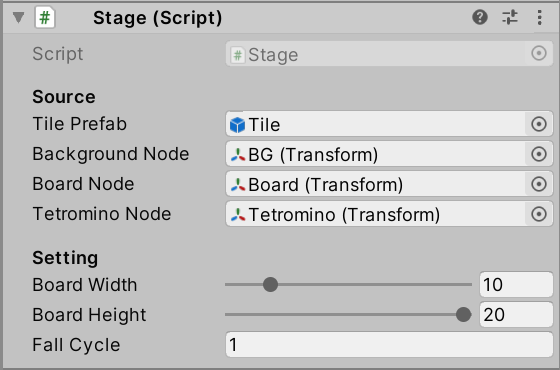 # Stage (Script)
Script # Stage
Source
Tile Prefab Tile
Background Node BG (Transform)
Board Node Board (Transform)
Tetromino Node Tetromino (Transform)
Setting
Board Width 10
Board Height 20
Fall Cycle 1